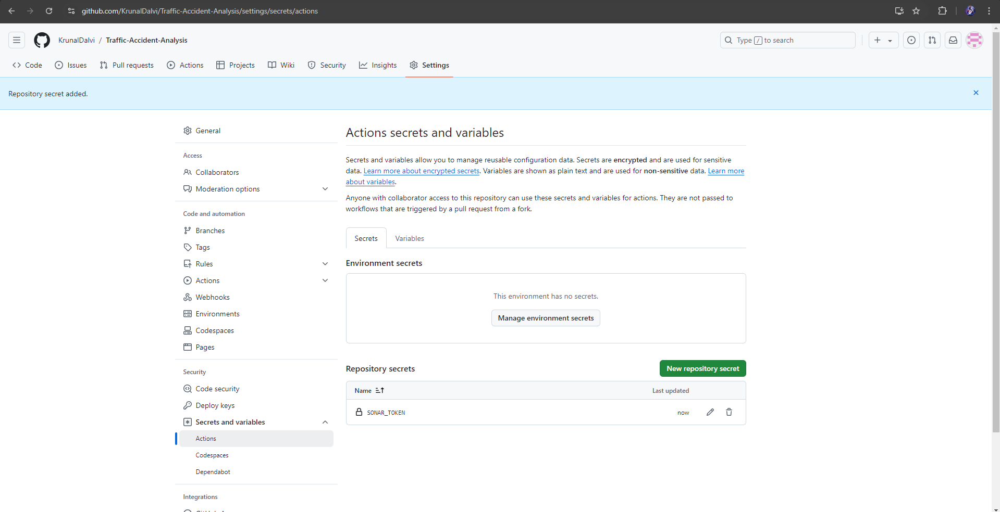 github.com/KrunalDalvi/Traffic-Accident-Analysis/settings/secrets/actions
KrunalDalvi / Traffic-Accident-Analysis
Type / to search
Code
Issues
Pull requests
Actions
Projects
Wiki
Security
Insights
Settings
Repository secret added.
General
Access
Collaborators
Moderation options
Code and automation
Branches
Tags
Rules
Actions
Webhooks
Environments
Codespaces
Pages
Security
Code security
Deploy keys
Secrets and variables
Actions
Codespaces
Dependabot
Integrations
Actions secrets and variables
Secrets and variables allow you to manage reusable configuration data. Secrets are encrypted and are used for sensitive
data. Learn more about encrypted secrets. Variables are shown as plain text and are used for non-sensitive data. Learn more
about variables.
Anyone with collaborator access to this repository can use these secrets and variables for actions. They are not passed to
workflows that are triggered by a pull request from a fork.
Secrets
Variables
Environment secrets
This environment has no secrets.
Manage environment secrets
Repository secrets
New repository secret
Name
Last updated
SONAR_TOKEN
now